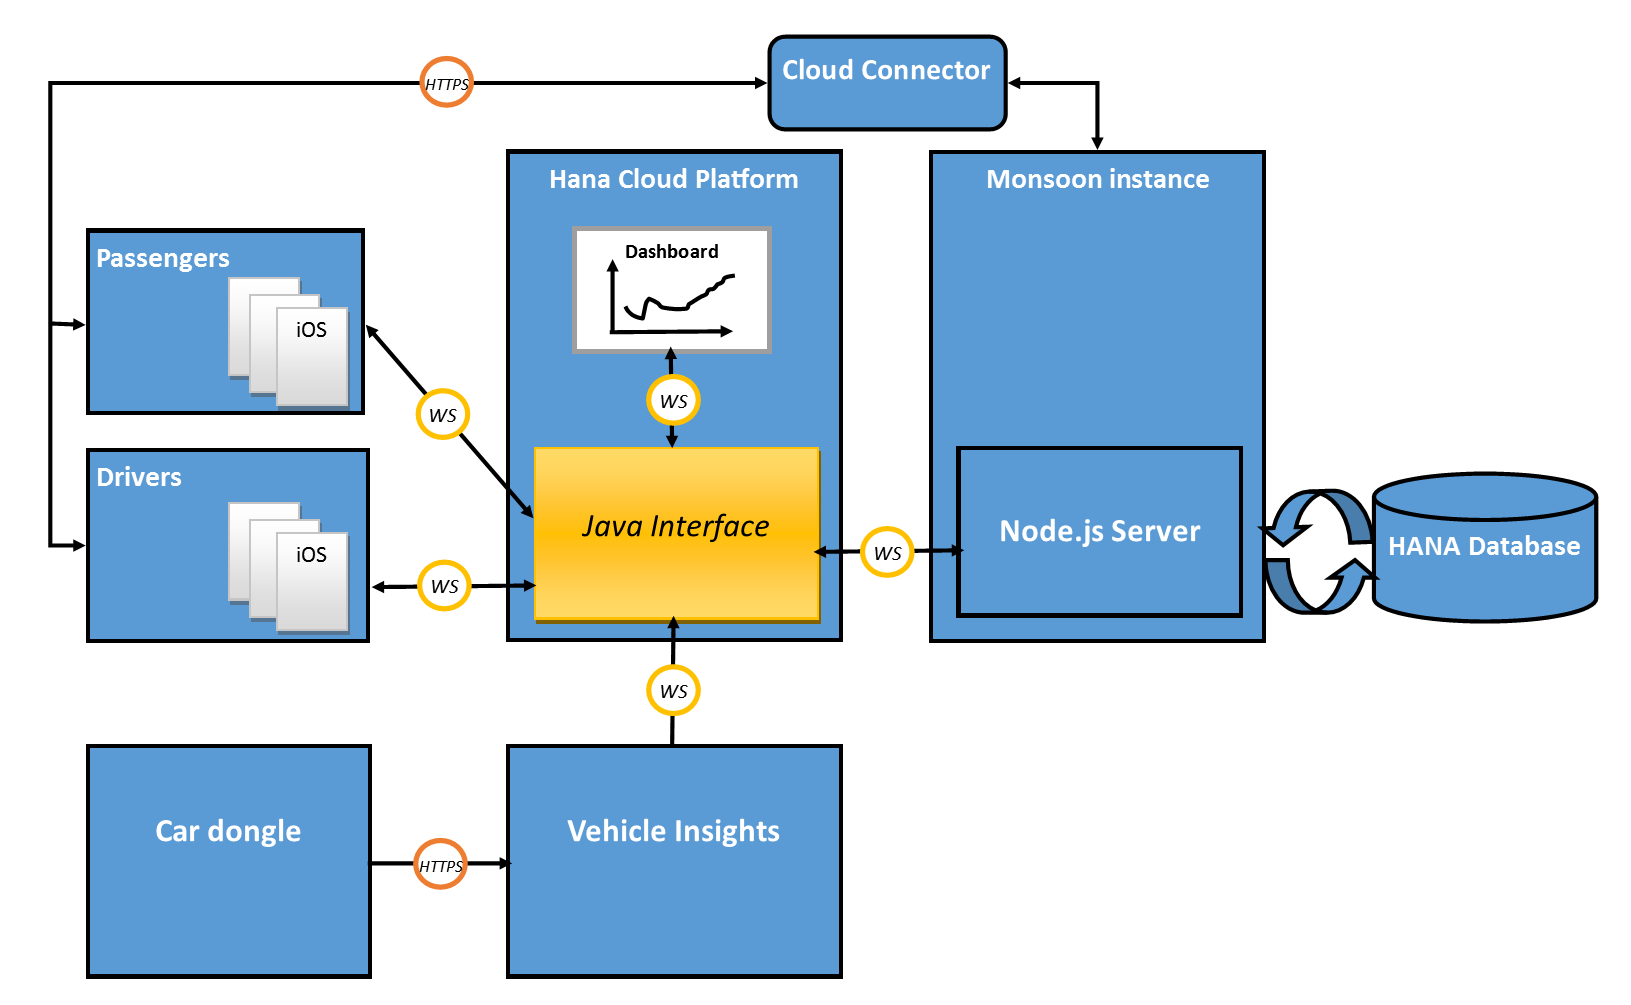 Cloud Connector
HTTPS
Hana Cloud Platform
Monsoon instance
Dashboard
Passengers
iOS
WS
WS
Drivers
iOS
Java Interface
Node.js Server
HANA Database
WS
WS
WS
Car dongle
Vehicle Insights
HTTPS